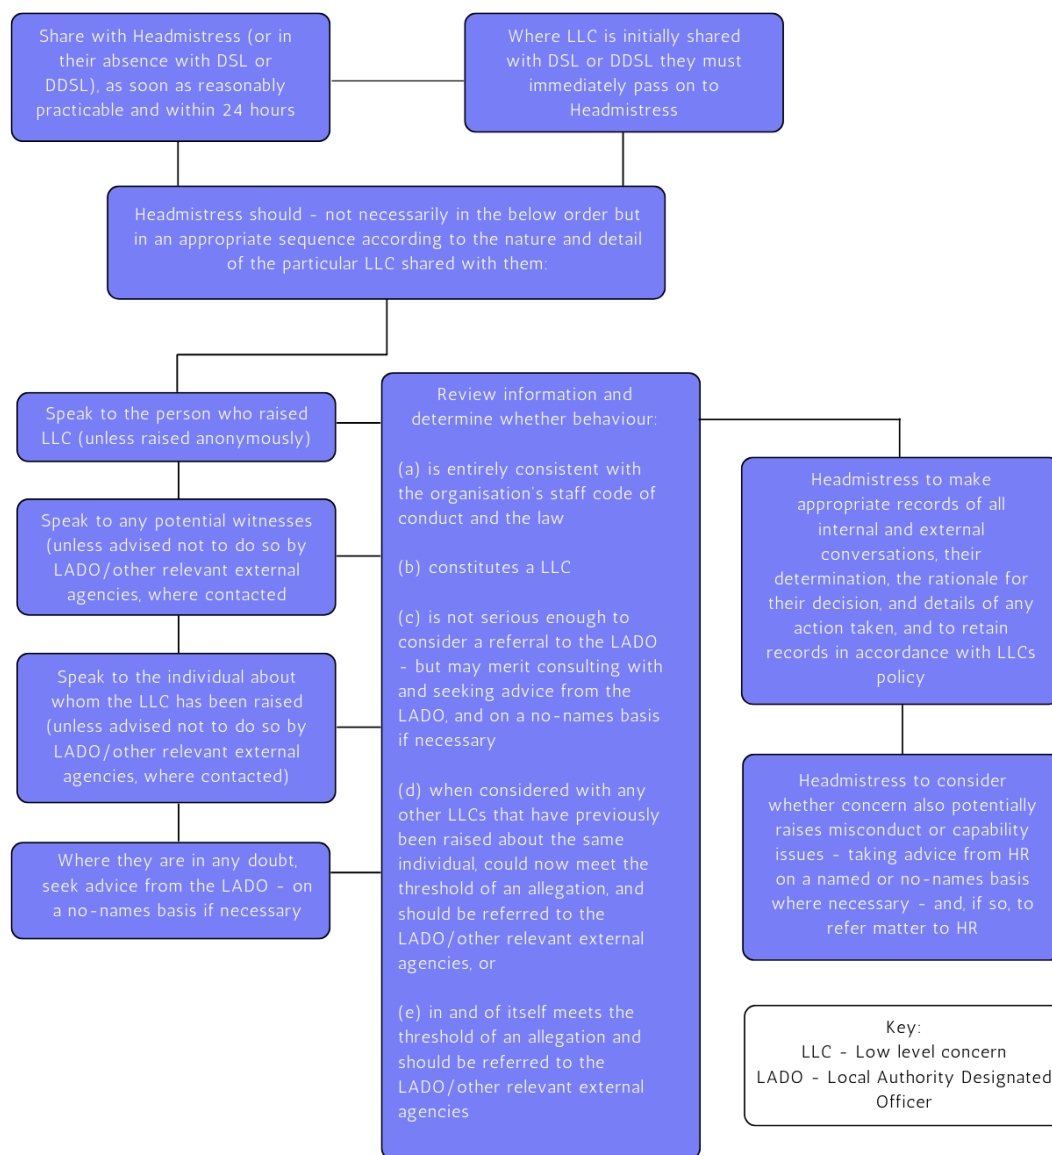 Share with Headmistress (or in
their absence with DSL or
DDSL), as soon as reasonably
practicable and within 24 hours
Where LLC is initially shared
with DSL or DDSL they must
immediately pass on to
Headmistress
Headmistress should - not necessarily in the below order but
in an appropriate sequence according to the nature and detail
of the particular LLC shared with them:
Speak to the person who raised
LLC (unless raised anonymously)
Speak to any potential witnesses
(unless advised not to do so by
LADO/other relevant external
agencies, where contacted
Speak to the individual about
whom the LLC has been raised
(unless advised not to do so by
LADO/other relevant external
agencies, where contacted)
Where they are in any doubt,
seek advice from the LADO - on
a no-names basis if necessary
Review information and
determine whether behaviour:
(a) is entirely consistent with
the organisation's staff code of
conduct and the law
(b) constitutes a LLC
(c) is not serious enough to
consider a referral to the LADO
- but may merit consulting with
and seeking advice from the
LADO, and on a no-names basis
if necessary
(d) when considered with any
other LLCs that have previously
been raised about the same
individual, could now meet the
threshold of an allegation, and
should be referred to the
LADO/other relevant external
agencies, or
(e) in and of itself meets the
threshold of an allegation and
should be referred to the
LADO/other relevant external
agencies
Headmistress to make
appropriate records of all
internal and external
conversations, their
determination, the rationale for
their decision, and details of any
action taken, and to retain
records in accordance with LLCs
policy
Headmistress to consider
whether concern also potentially
raises misconduct or capability
issues - taking advice from HR
on a named or no-names basis
where necessary - and, if so, to
refer matter to HR
Key:
LLC - Low level concern
LADO - Local Authority Designated
Officer